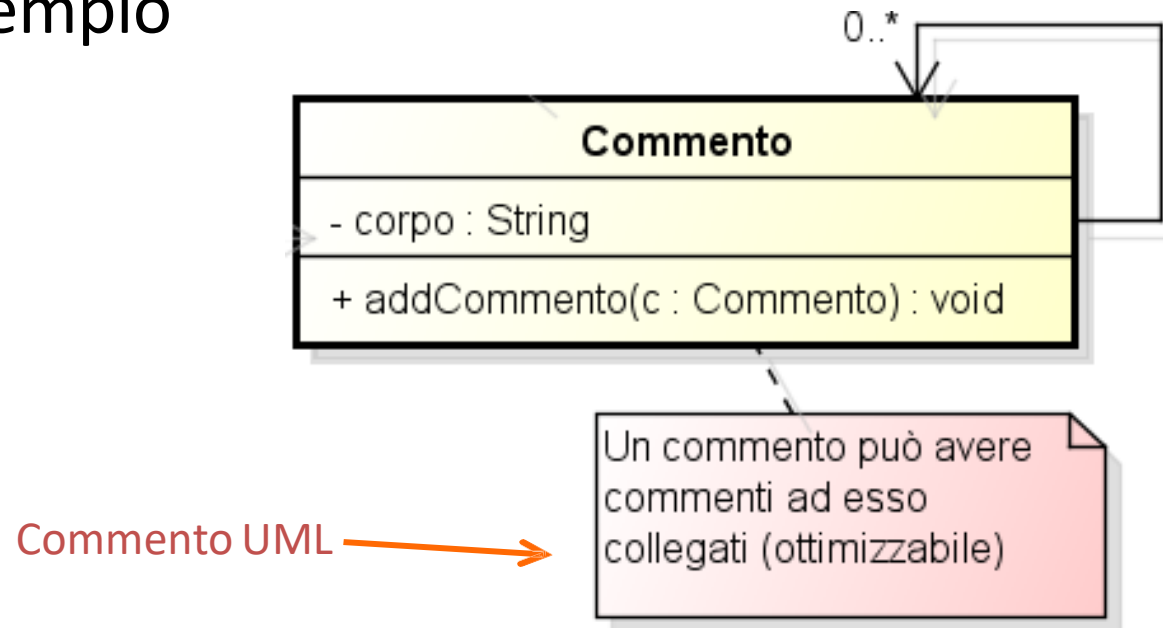 empio
0..*
Commento
- corpo : String
+ addCommento(c : Commento) : void
Un commento può avere
commenti ad esso
collegati (ottimizzabile)
Commento UML